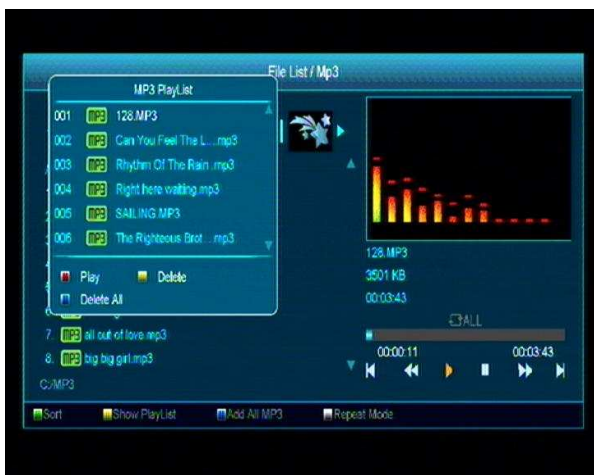 File List / Mp3
MP3 PlayList
001 MP3 128.MP3
002 MP3 Can You Feel The L....mp3
003 MP3 Rhythm Of The Rain .mp3
004 MP3 Right here waiting.mp3
005 MP3 SAILING.MP3
006 MP3 The Righteous Brot ...mp3
Play Delete
Delete All
7. MP3 all out of love.mp3
8. MP3 big big girl.mp3
C:/MP3
128.MP3
3501 KB
00:03:43
ALL
00:00:11 00:03:43
Sort Show PlayList Add All MP3 Repeat Mode